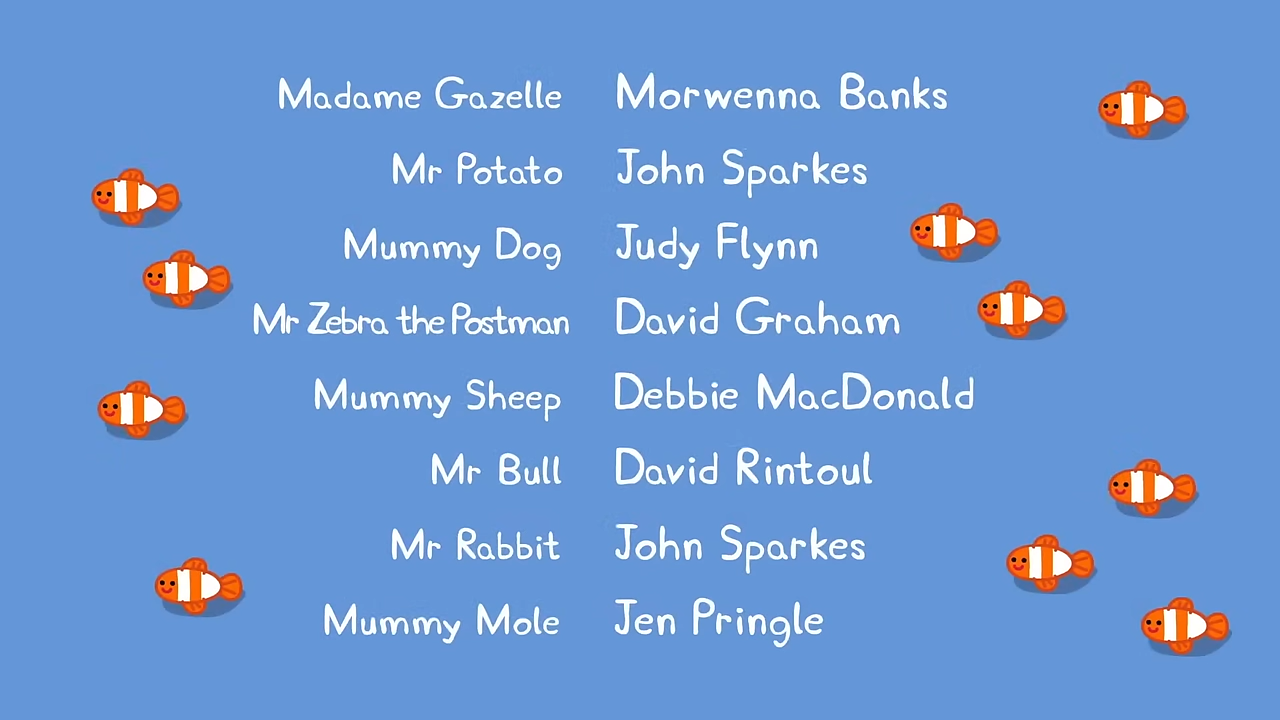 Madame Gazelle Morwenna Banks
Mr Potato John Sparkes
Mummy Dog Judy Flynn
Mr Zebra the Postman David Graham
Mummy Sheep Debbie MacDonald
Mr Bull David Rintoul
Mr Rabbit John Sparkes
Mummy Mole Jen Pringle